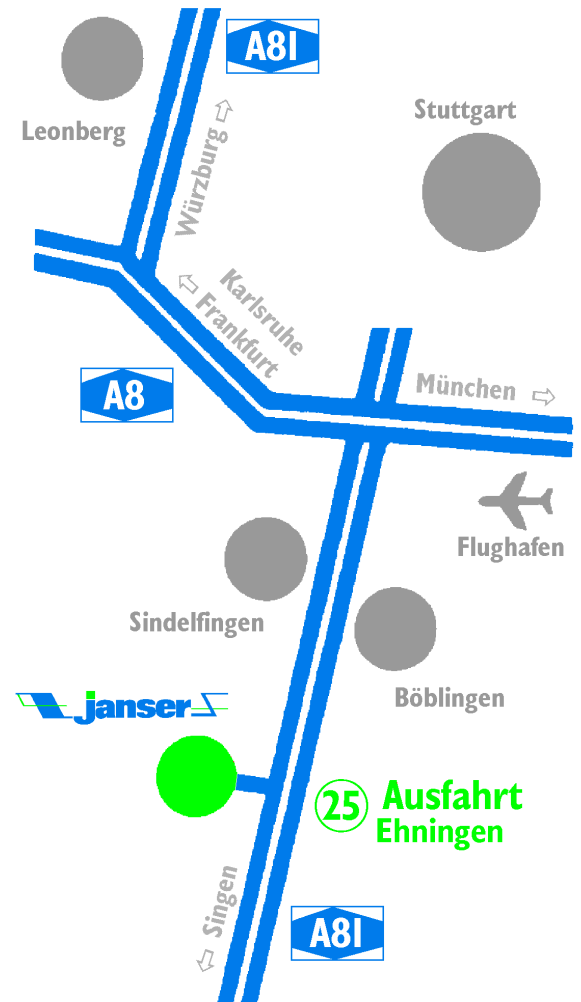 A81
Stuttgart
Leonberg
Würzburg
Karlsruhe
Frankfurt
A8
München
Flughafen
Sindelfingen
Böblingen
janser
25 Ausfahrt
Ehningen
Singen
A81